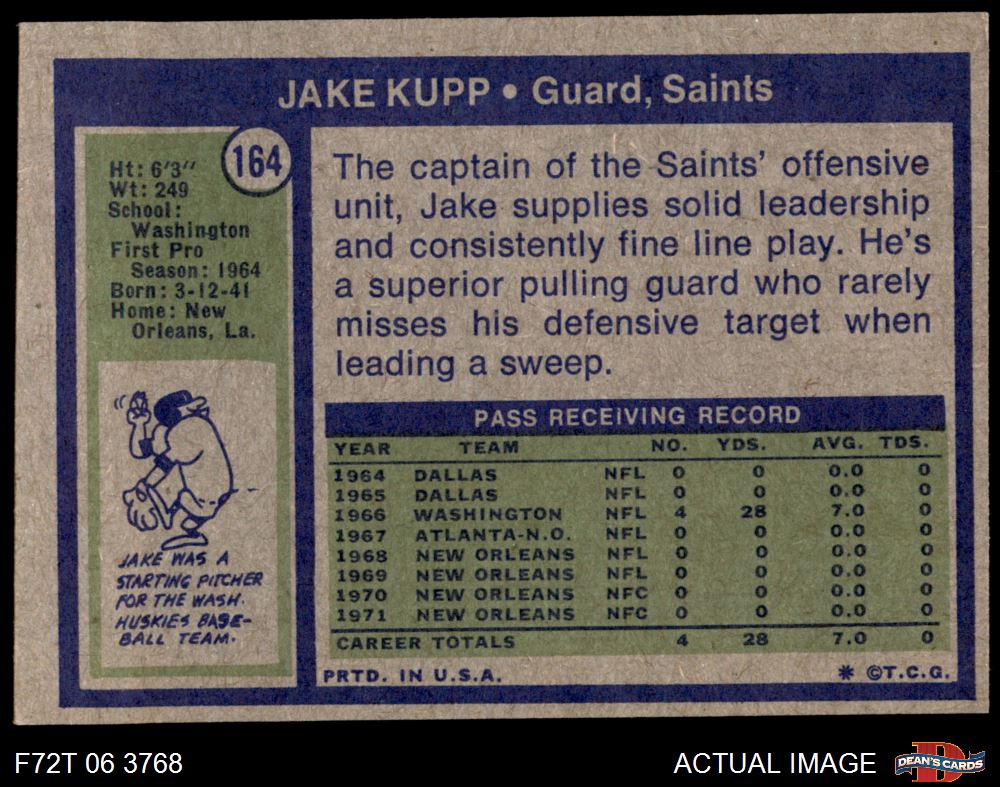 JAKE KUPP • Guard, Saints
164
Ht: 6'3"
Wt: 249
School:
Washington
First Pro
Season: 1964
Born: 3-12-41
Home: New
Orleans, La.
JAKE WAS A
STARTING PITCHER
FOR THE WASH.
HUSKIES BASE-
BALL TEAM.
The captain of the Saints' offensive
unit, Jake supplies solid leadership
and consistently fine line play. He's
a superior pulling guard who rarely
misses his defensive target when
leading a sweep.
PASS RECEIVING RECORD
YEAR TEAM NO. YDS. AVG. TDS.
1964 DALLAS NFL 0 0 0.0 0
1965 DALLAS NFL 0 0 0.0 0
1966 WASHINGTON NFL 4 28 7.0 0
1967 ATLANTA-N.O. NFL 0 0 0.0 0
1968 NEW ORLEANS NFL 0 0 0.0 0
1969 NEW ORLEANS NFL 0 0 0.0 0
1970 NEW ORLEANS NFC 0 0 0.0 0
1971 NEW ORLEANS NFC 0 0 0.0 0
CAREER TOTALS 4 28 7.0 0
PRTD. IN U.S.A. * ©T.C.G.
F72T 06 3768 ACTUAL IMAGE
D
DEAN'S CARDS